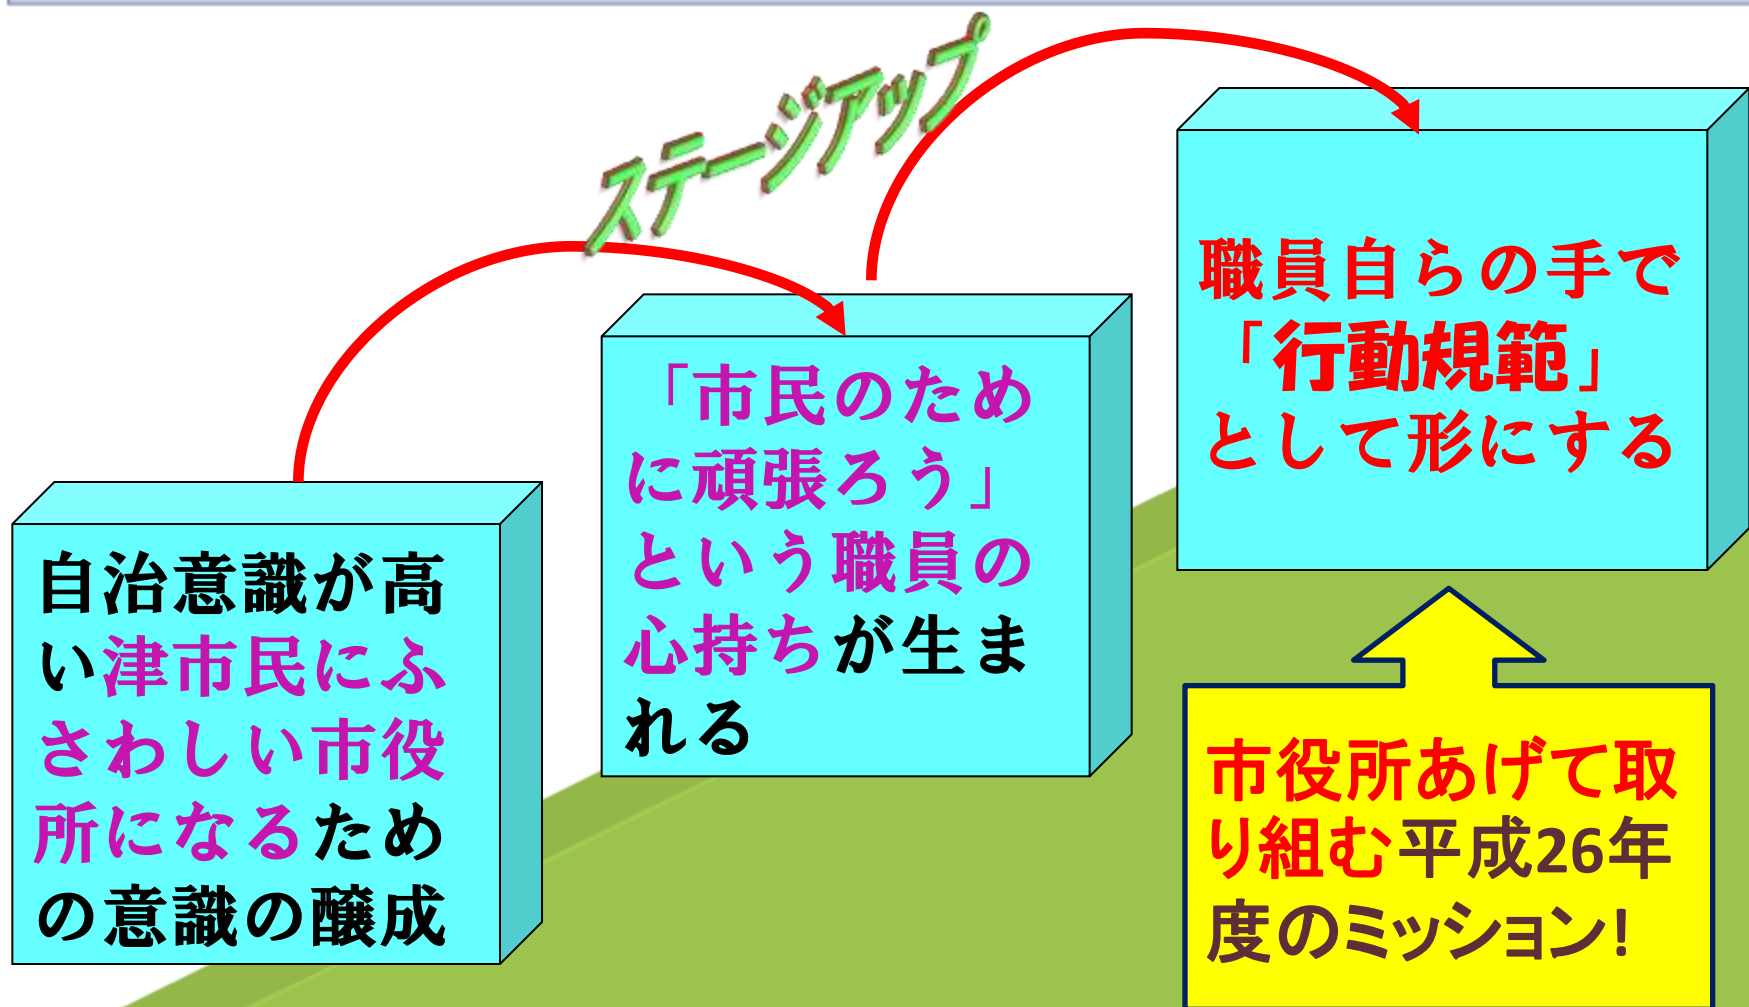 ステージアップ
自治意識が高
い津市民にふ
さわしい市役
所になるため
の意識の醸成
「市民のため
に頑張ろう」
という職員の
心持ちが生ま
れる
職員自らの手で
「行動規範」
として形にする
市役所あげて取
り組む平成26年
度のミッション!